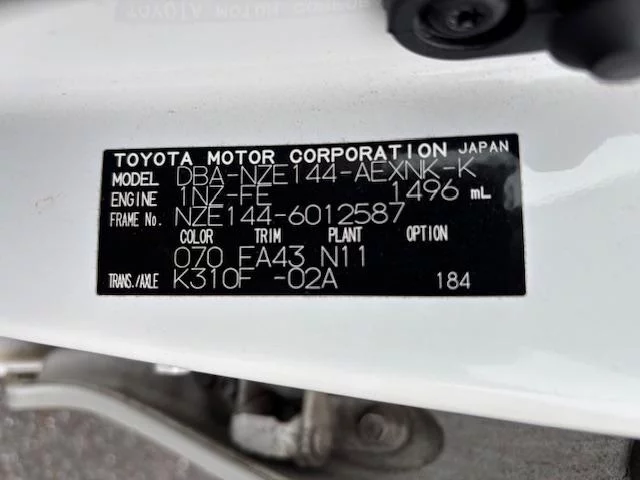 TOYOTA MOTOR CORPORATION JAPAN
MODEL DBA-NZE144-AEXNK-K
ENGINE 1NZ-FE 1496 mL
FRAME No. NZE144-6012587
COLOR TRIM PLANT OPTION
070 FA43 N11
TRANS./AXLE K310F -02A 184